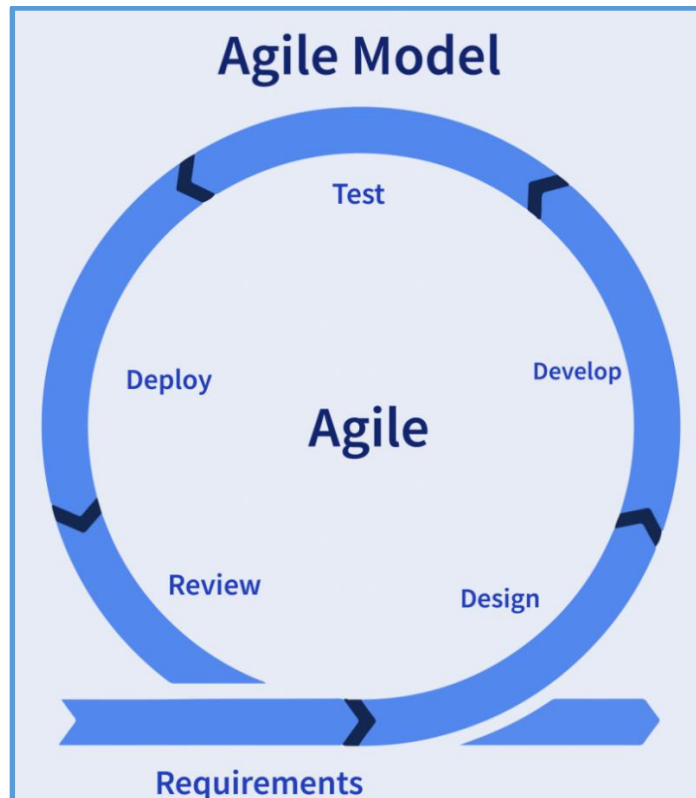 Agile Model
Test
Deploy
Develop
Agile
Review
Design
Requirements